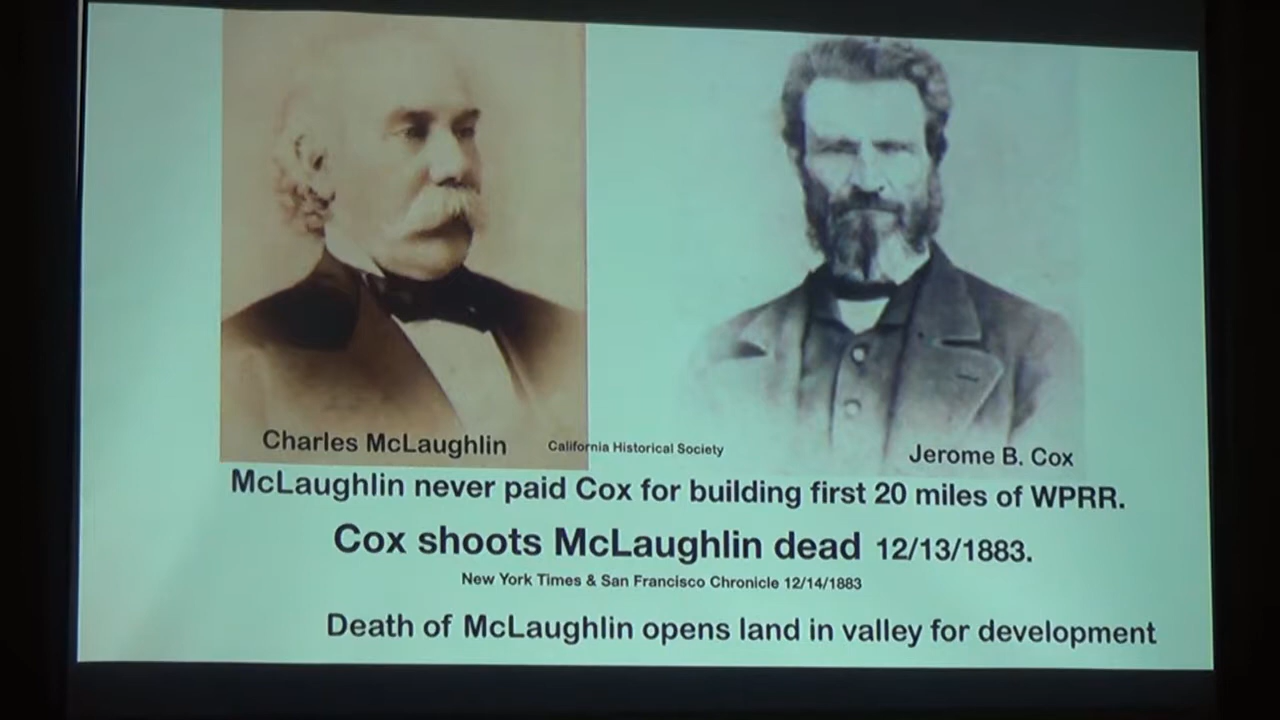 Charles McLaughlin
California Historical Society
Jerome B. Cox
McLaughlin never paid Cox for building first 20 miles of WPRR.
Cox shoots McLaughlin dead 12/13/1883.
New York Times & San Francisco Chronicle 12/14/1883
Death of McLaughlin opens land in valley for development